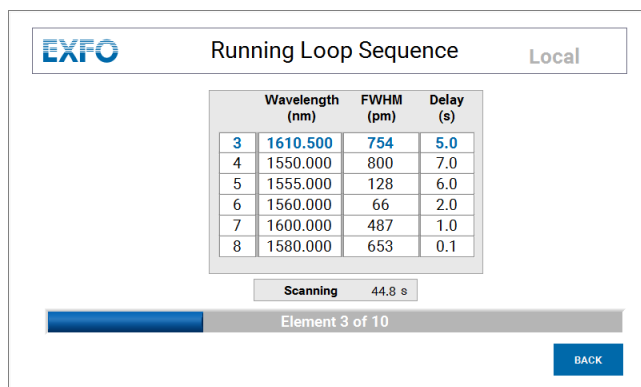 EXFO Running Loop Sequence Local
Wavelength (nm) FWHM (pm) Delay (s)
3 1610.500 754 5.0
4 1550.000 800 7.0
5 1555.000 128 6.0
6 1560.000 66 2.0
7 1600.000 487 1.0
8 1580.000 653 0.1
Scanning 44.8 s
Element 3 of 10
BACK